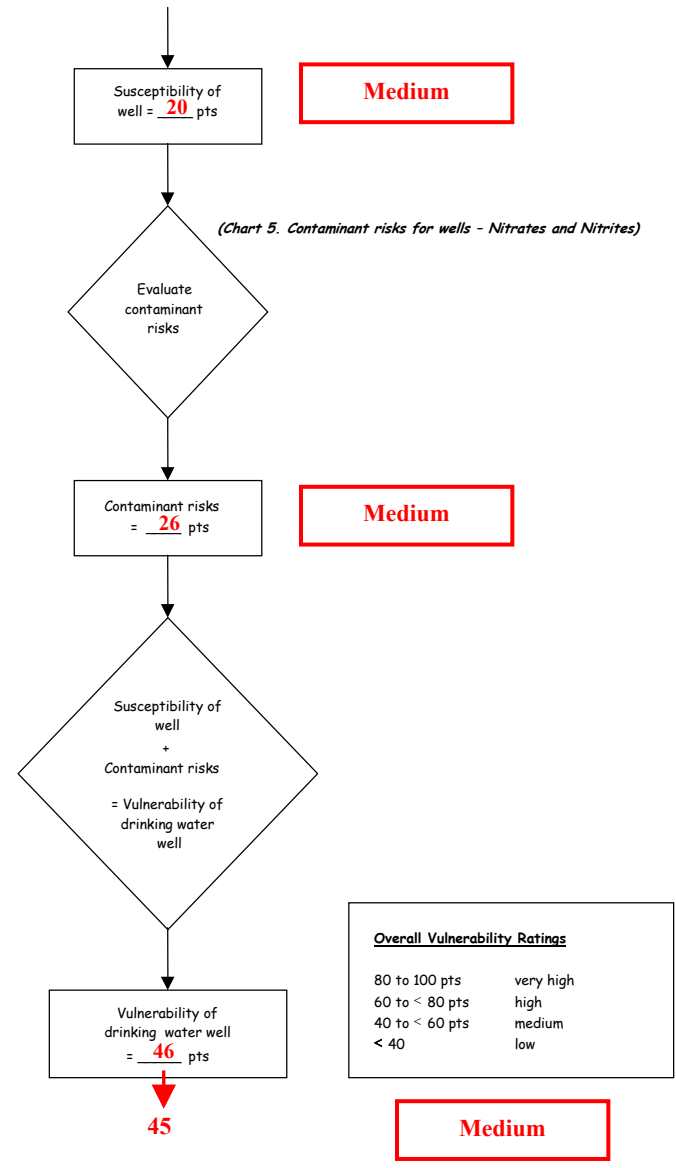 Susceptibility of
well = 20 pts
Medium
(Chart 5. Contaminant risks for wells – Nitrates and Nitrites)
Evaluate
contaminant
risks
Contaminant risks
= 26 pts
Medium
Susceptibility of
well
+
Contaminant risks
= Vulnerability of
drinking water
well
Overall Vulnerability Ratings
80 to 100 pts very high
60 to < 80 pts high
40 to < 60 pts medium
< 40 low
Vulnerability of
drinking water well
= 46 pts
45
Medium